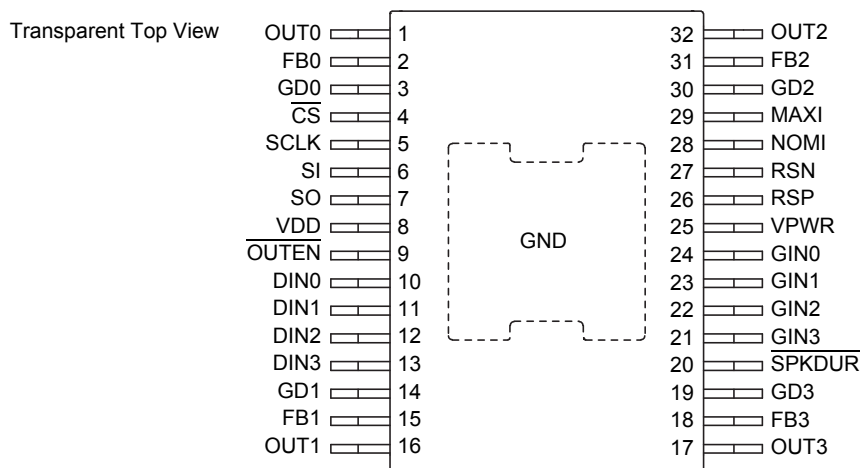 Transparent Top View
OUT0 1 32 OUT2
FB0 2 31 FB2
GD0 3 30 GD2
CS 4 29 MAXI
SCLK 5 28 NOMI
SI 6 27 RSN
SO 7 26 RSP
VDD 8 25 VPWR
OUTEN 9 24 GIN0
GND
DIN0 10 23 GIN1
DIN1 11 22 GIN2
DIN2 12 21 GIN3
DIN3 13 20 SPKDUR
GD1 14 19 GD3
FB1 15 18 FB3
OUT1 16 17 OUT3